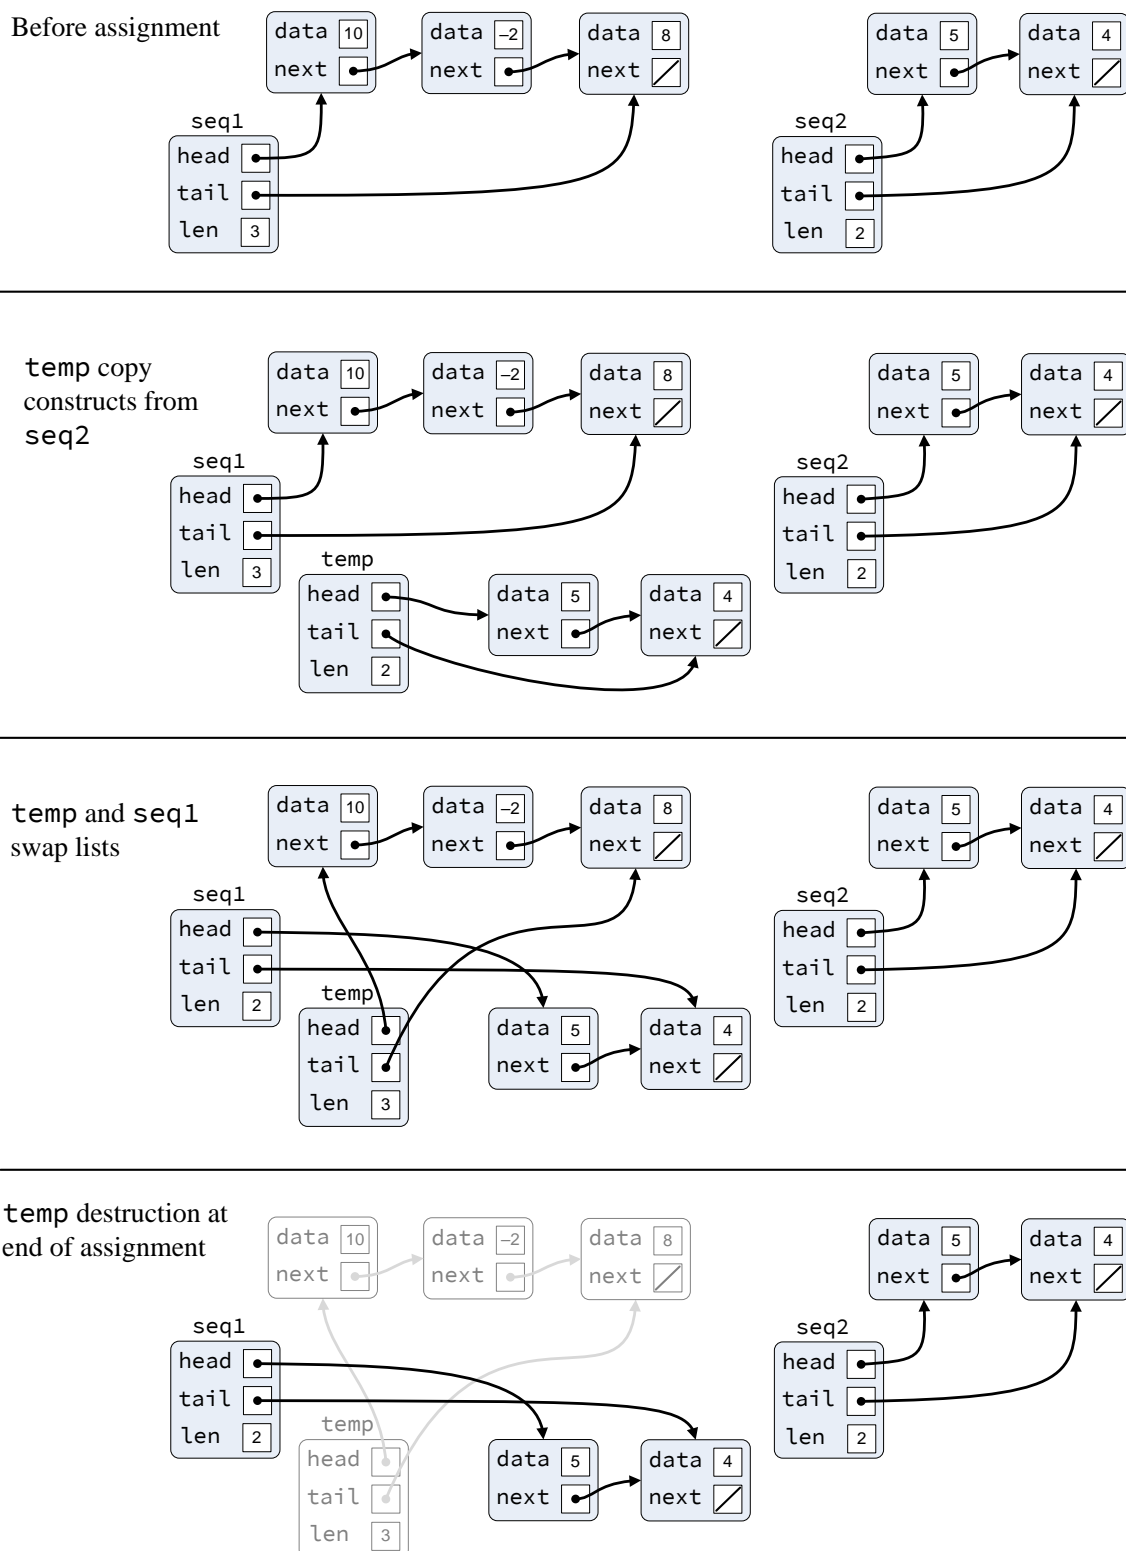 Before assignment
data 10 data –2 data 8 data 5 data 4
next next next next next
seq1 seq2
head head
tail tail
len 3 len 2
temp copy
constructs from
seq2
data 10 data –2 data 8 data 5 data 4
next next next next next
seq1 seq2
head head
tail tail
len 3 len 2
temp
head data 5 data 4
tail next next
len 2
temp and seq1
swap lists
data 10 data –2 data 8 data 5 data 4
next next next next next
seq1 seq2
head head
tail tail
len 2 len 2
temp
head data 5 data 4
tail next next
len 3
temp destruction at
end of assignment
data 10 data –2 data 8 data 5 data 4
next next next next next
seq1 seq2
head head
tail tail
len 2 len 2
temp
head data 5 data 4
tail next next
len 3